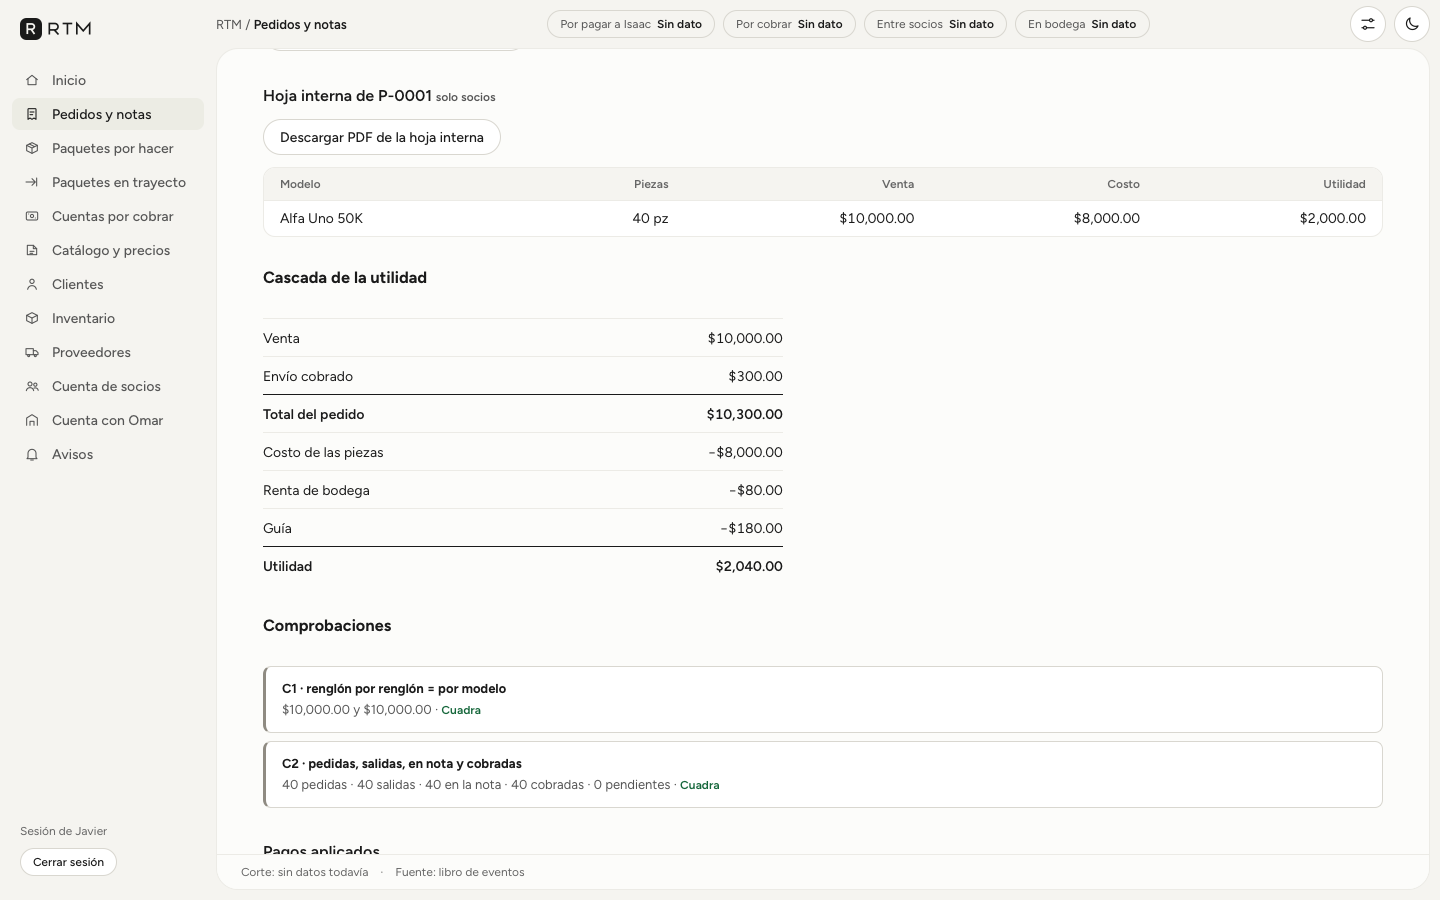 R RTM
RTM / Pedidos y notas
Por pagar a Isaac Sin dato
Por cobrar Sin dato
Entre socios Sin dato
En bodega Sin dato
Inicio
Pedidos y notas
Paquetes por hacer
Paquetes en trayecto
Cuentas por cobrar
Catálogo y precios
Clientes
Inventario
Proveedores
Cuenta de socios
Cuenta con Omar
Avisos
Sesión de Javier
Cerrar sesión
Hoja interna de P-0001 solo socios
Descargar PDF de la hoja interna
Modelo Piezas Venta Costo Utilidad
Alfa Uno 50K 40 pz $10,000.00 $8,000.00 $2,000.00
Cascada de la utilidad
Venta $10,000.00
Envío cobrado $300.00
Total del pedido $10,300.00
Costo de las piezas −$8,000.00
Renta de bodega −$80.00
Guía −$180.00
Utilidad $2,040.00
Comprobaciones
C1 · renglón por renglón = por modelo
$10,000.00 y $10,000.00 · Cuadra
C2 · pedidas, salidas, en nota y cobradas
40 pedidas · 40 salidas · 40 en la nota · 40 cobradas · 0 pendientes · Cuadra
Pagos aplicados
Corte: sin datos todavía · Fuente: libro de eventos